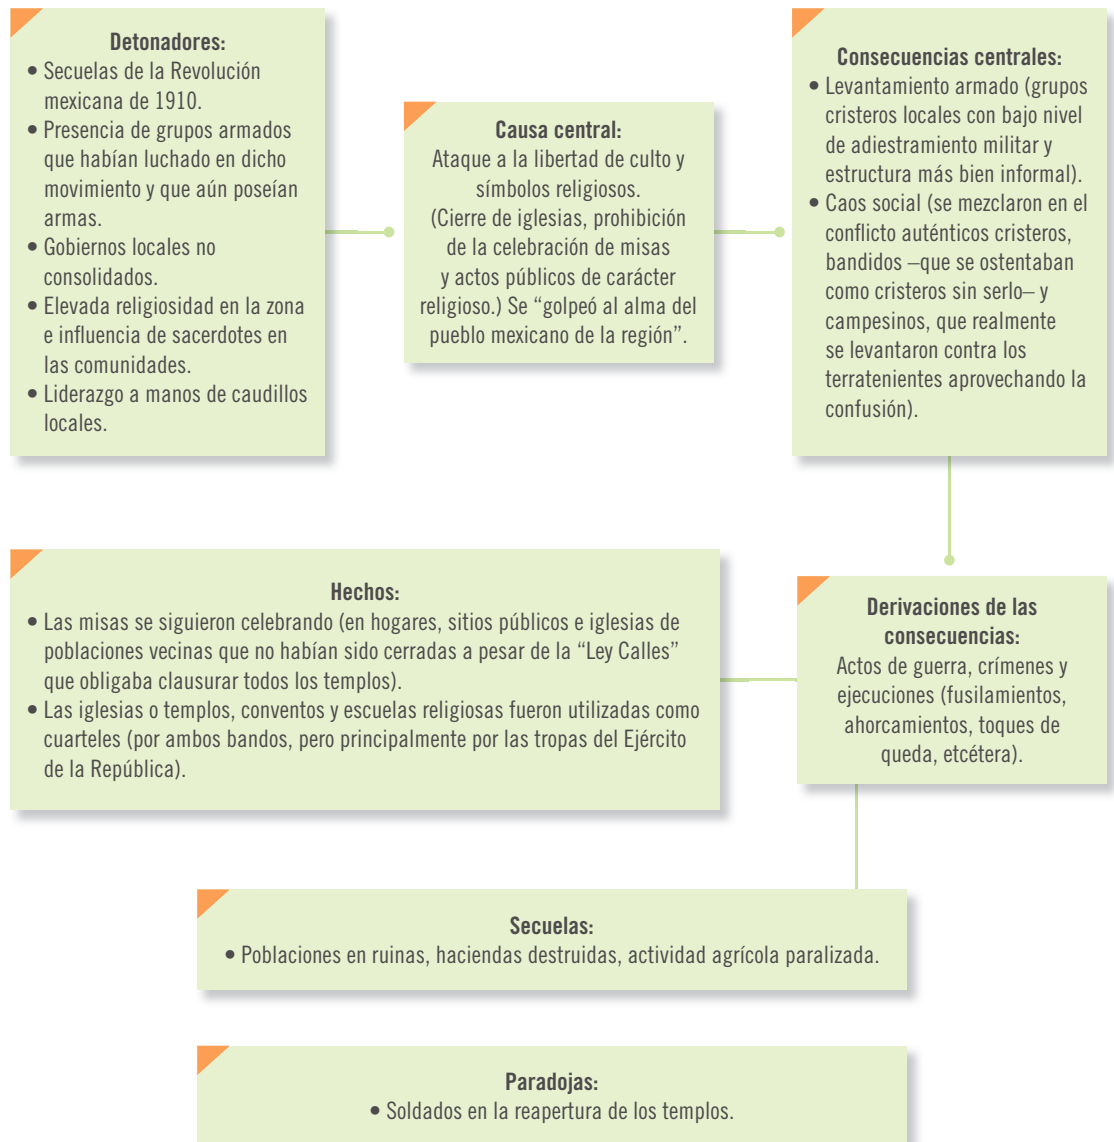 Detonadores:
• Secuelas de la Revolución
mexicana de 1910.
• Presencia de grupos armados
que habían luchado en dicho
movimiento y que aún poseían
armas.
• Gobiernos locales no
consolidados.
• Elevada religiosidad en la zona
e influencia de sacerdotes en
las comunidades.
• Liderazgo a manos de caudillos
locales.
Causa central:
Ataque a la libertad de culto y
símbolos religiosos.
(Cierre de iglesias, prohibición
de la celebración de misas
y actos públicos de carácter
religioso.) Se “golpeó al alma del
pueblo mexicano de la región”.
Consecuencias centrales:
• Levantamiento armado (grupos
cristeros locales con bajo nivel
de adiestramiento militar y
estructura más bien informal).
• Caos social (se mezclaron en el
conflicto auténticos cristeros,
bandidos –que se ostentaban
como cristeros sin serlo– y
campesinos, que realmente
se levantaron contra los
terratenientes aprovechando la
confusión).
Hechos:
• Las misas se siguieron celebrando (en hogares, sitios públicos e iglesias de
poblaciones vecinas que no habían sido cerradas a pesar de la “Ley Calles”
que obligaba clausurar todos los templos).
• Las iglesias o templos, conventos y escuelas religiosas fueron utilizadas como
cuarteles (por ambos bandos, pero principalmente por las tropas del Ejército
de la República).
Derivaciones de las
consecuencias:
Actos de guerra, crímenes y
ejecuciones (fusilamientos,
ahorcamientos, toques de
queda, etcétera).
Secuelas:
• Poblaciones en ruinas, haciendas destruidas, actividad agrícola paralizada.
Paradojas:
• Soldados en la reapertura de los templos.